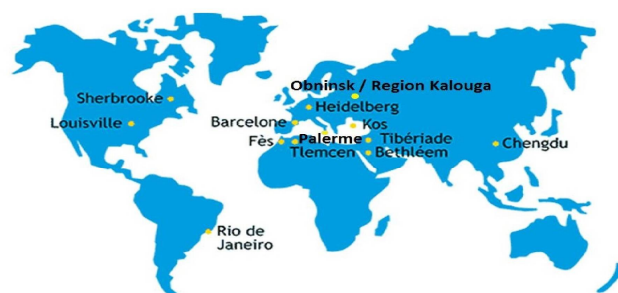 Obninsk / Region Kalouga
Sherbrooke
Heidelberg
Louisville
Barcelone
Kos
Fès
Palerme
Tibériade
Tlemcen
Bethléem
Chengdu
Rio de
Janeiro